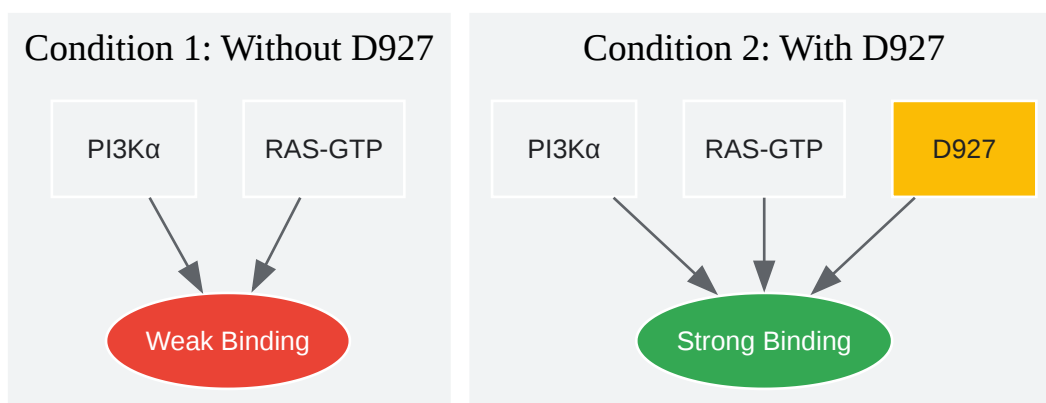 Condition 1: Without D927
PI3Kα
RAS-GTP
Weak Binding
Condition 2: With D927
PI3Kα
RAS-GTP
D927
Strong Binding